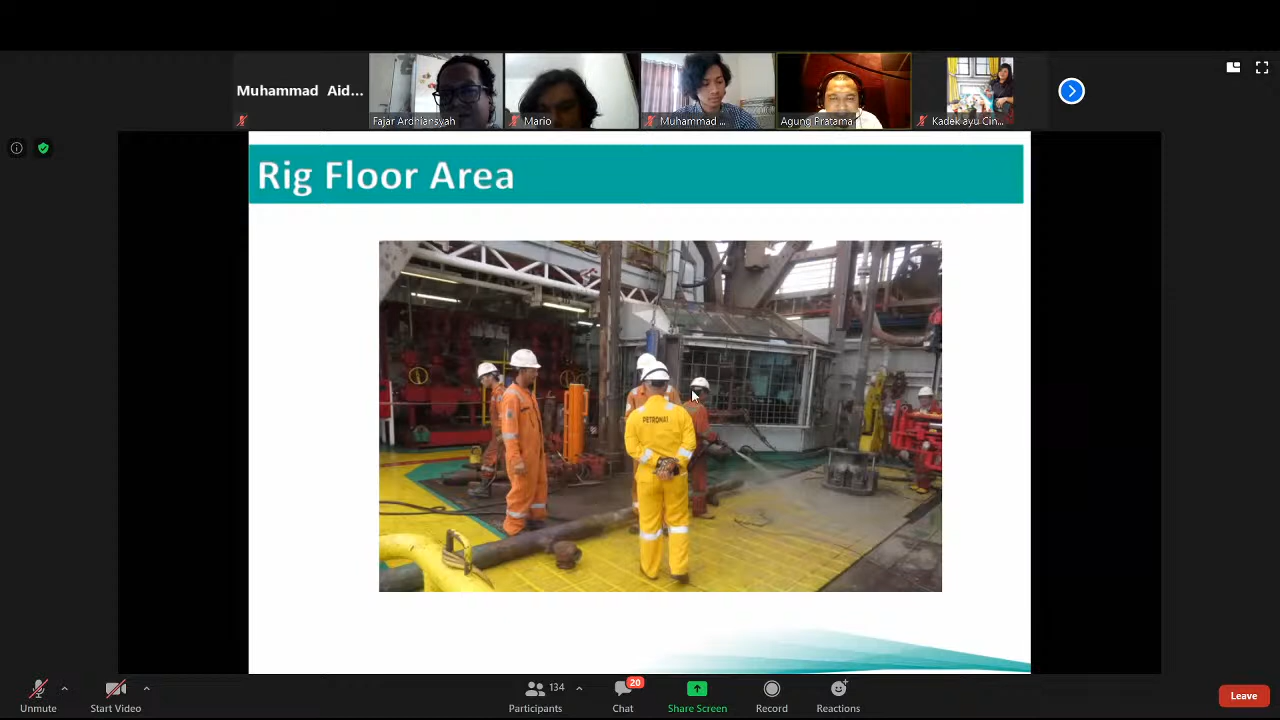 Muhammad Aid...
Fajar Ardhiansyah
Mario
Muhammad ...
Agung Pratama
Kadek ayu Cin...
Rig Floor Area
PETRONAS
Unmute
Start Video
134
Participants
20
Chat
Share Screen
Record
Reactions
Leave